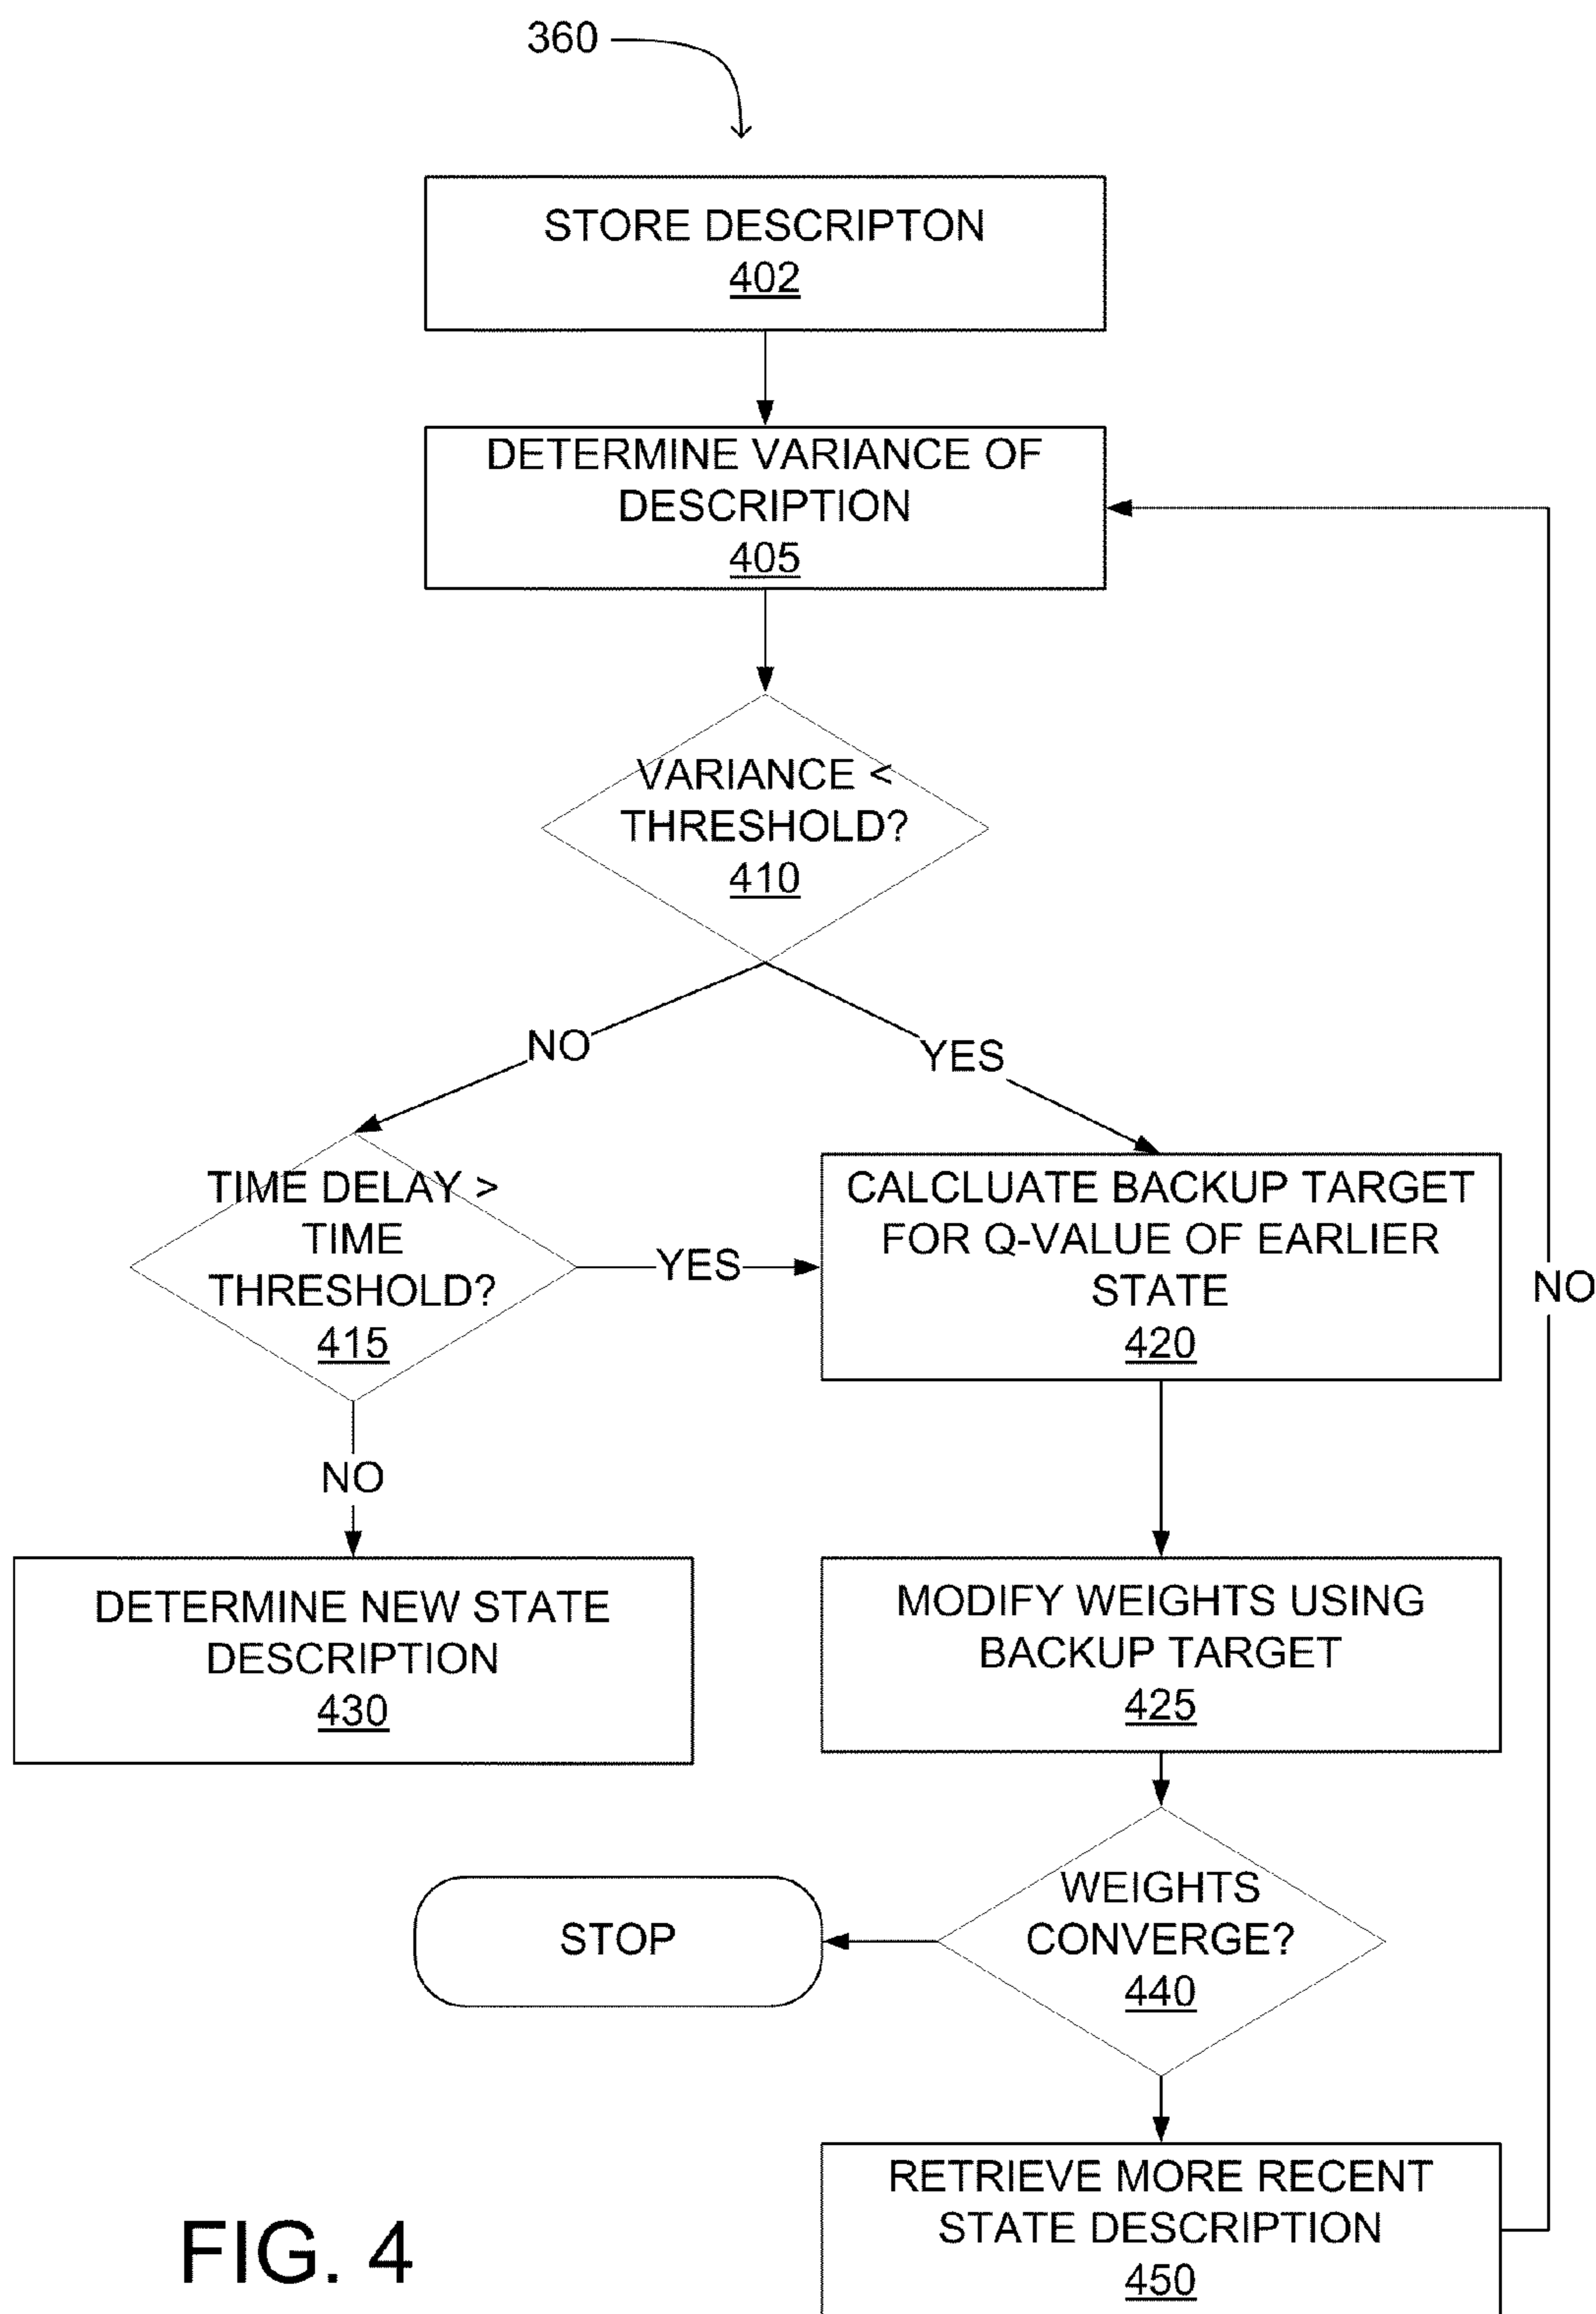 360
STORE DESCRIPTON
402
DETERMINE VARIANCE OF
DESCRIPTION
405
VARIANCE <
THRESHOLD?
410
NO
YES
TIME DELAY >
TIME
THRESHOLD?
415
YES
CALCLUATE BACKUP TARGET
FOR Q-VALUE OF EARLIER
STATE
420
NO
NO
DETERMINE NEW STATE
DESCRIPTION
430
MODIFY WEIGHTS USING
BACKUP TARGET
425
STOP
WEIGHTS
CONVERGE?
440
RETRIEVE MORE RECENT
STATE DESCRIPTION
450
FIG. 4